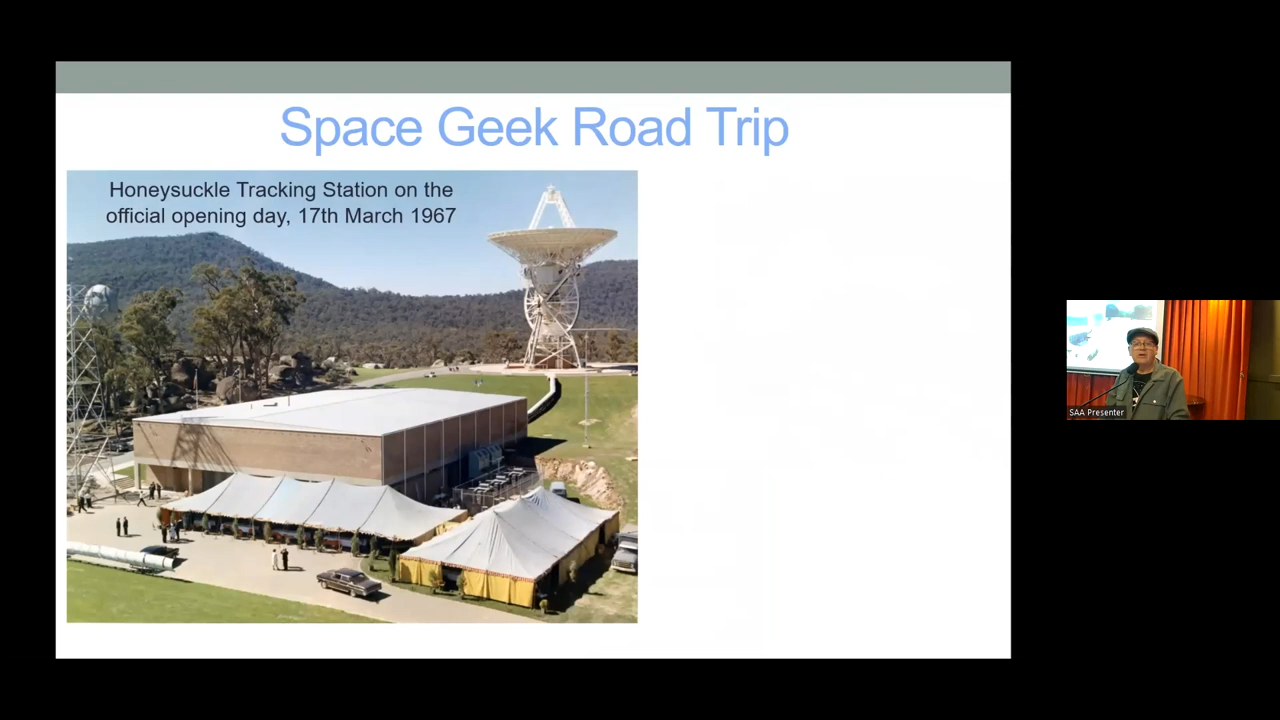 Space Geek Road Trip
Honeysuckle Tracking Station on the
official opening day, 17th March 1967
SAA Presenter